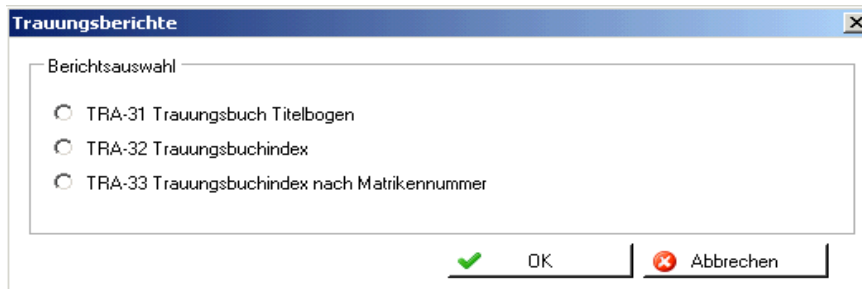 Trauungsberichte
Berichtsauswahl
TRA-31 Trauungsbuch Titelbogen
TRA-32 Trauungsbuchindex
TRA-33 Trauungsbuchindex nach Matrikennummer
OK Abbrechen